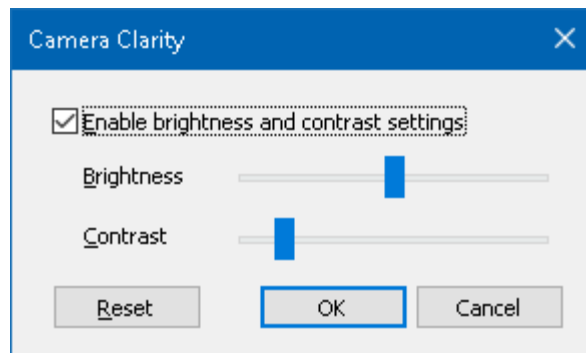 Camera Clarity
Enable brightness and contrast settings
Brightness
Contrast
Reset OK Cancel